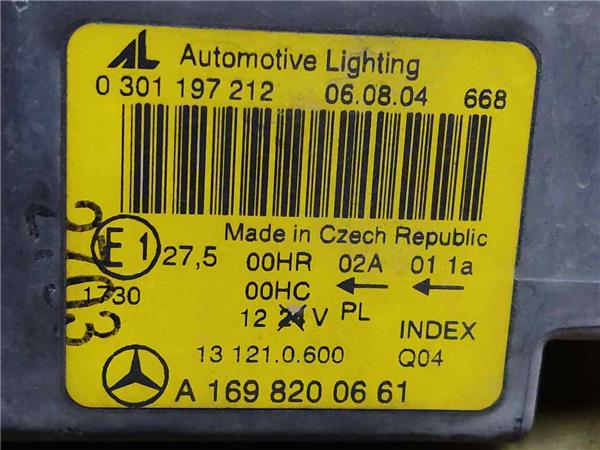 AL Automotive Lighting
0 301 197 212 06.08.04 668
Made in Czech Republic
E1 27,5 00HR 02A 01 1a
1730 00HC ← ←
12 24 V PL
INDEX
13 121.0.600 Q04
A 169 820 06 61
2703